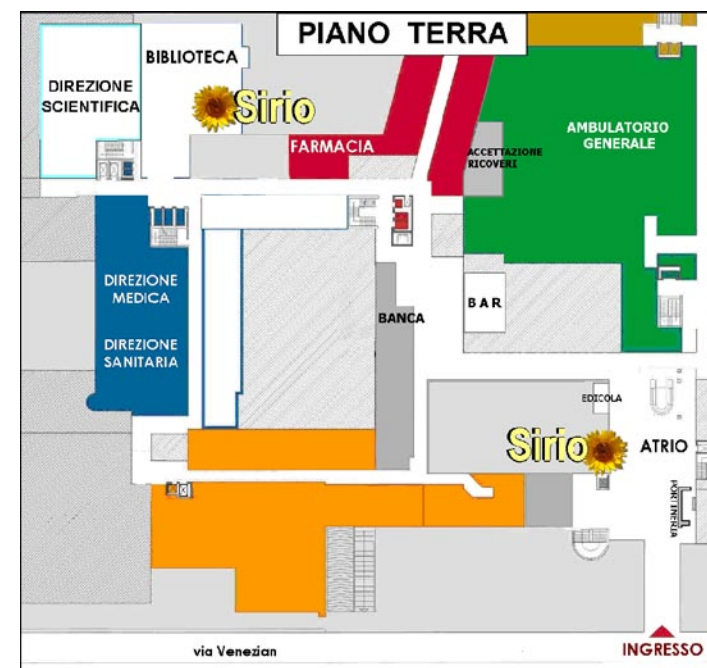 PIANO TERRA
BIBLIOTECA
DIREZIONE
SCIENTIFICA
Sirio
FARMACIA
ACCETTAZIONE
RICOVERI
AMBULATORIO
GENERALE
DIREZIONE
MEDICA
DIREZIONE
SANITARIA
BANCA
BAR
EDICOLA
Sirio
ATRIO
PORTINERIA
via Venezian
INGRESSO